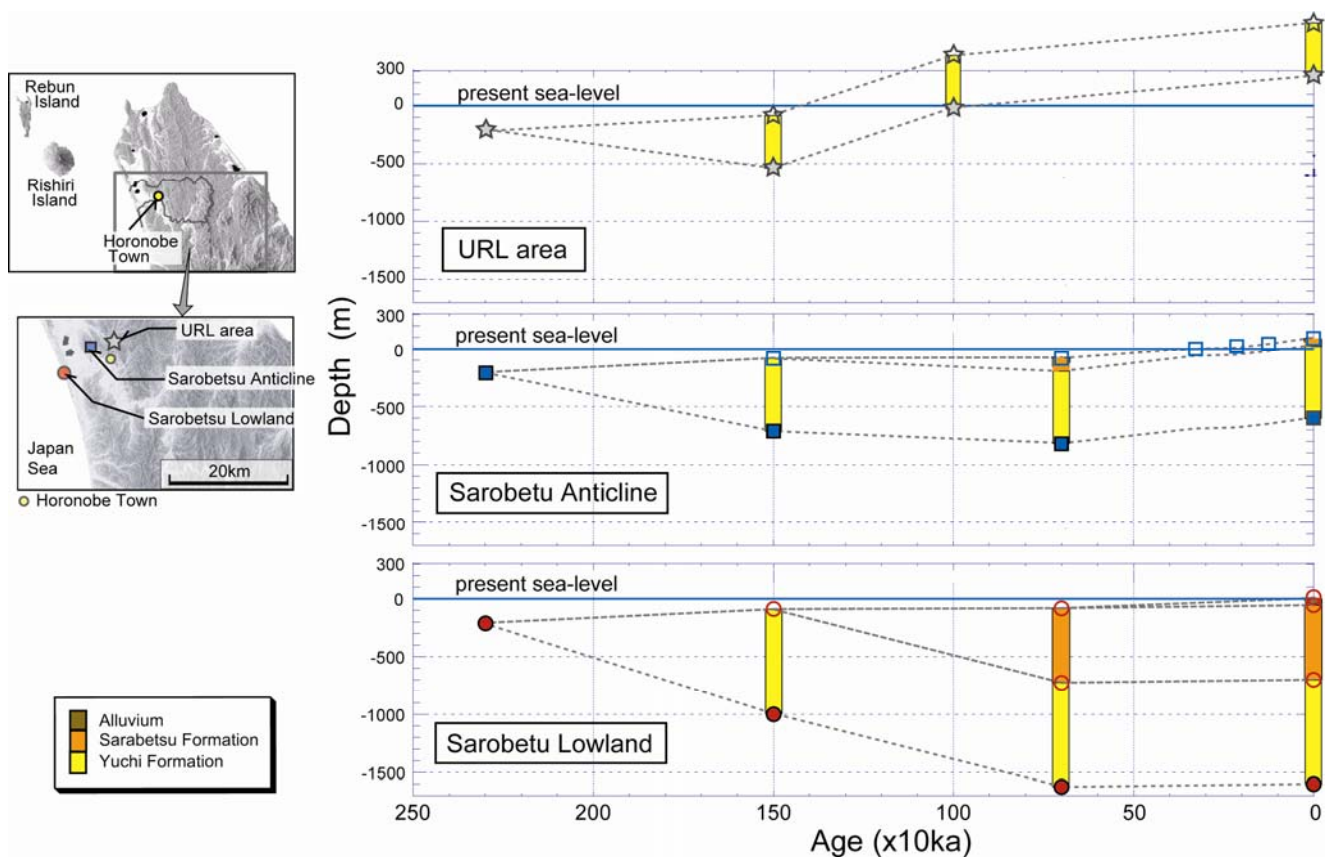 Rebun
Island
Rishiri
Island
Horonobe
Town
URL area
Sarobetsu Anticline
Sarobetsu Lowland
Japan
Sea
20km
Horonobe Town
Alluvium
Sarabetsu Formation
Yuchi Formation
Depth (m)
300
0
-500
-1000
-1500
present sea-level
URL area
300
0
-500
-1000
-1500
present sea-level
Sarobetu Anticline
300
0
-500
-1000
-1500
present sea-level
Sarobetu Lowland
250
200
150
100
50
0
Age (x10ka)